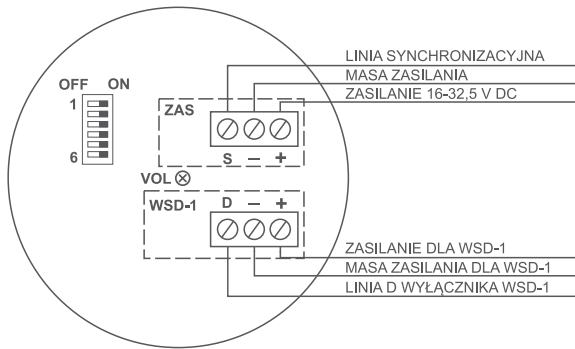 LINIA SYNCHRONIZACYJNA
MASA ZASILANIA
ZASILANIE 16-32,5 V DC
OFF ON
1
6
ZAS
S – +
VOL
WSD-1 D – +
ZASILANIE DLA WSD-1
MASA ZASILANIA DLA WSD-1
LINIA D WYŁĄCZNIKA WSD-1